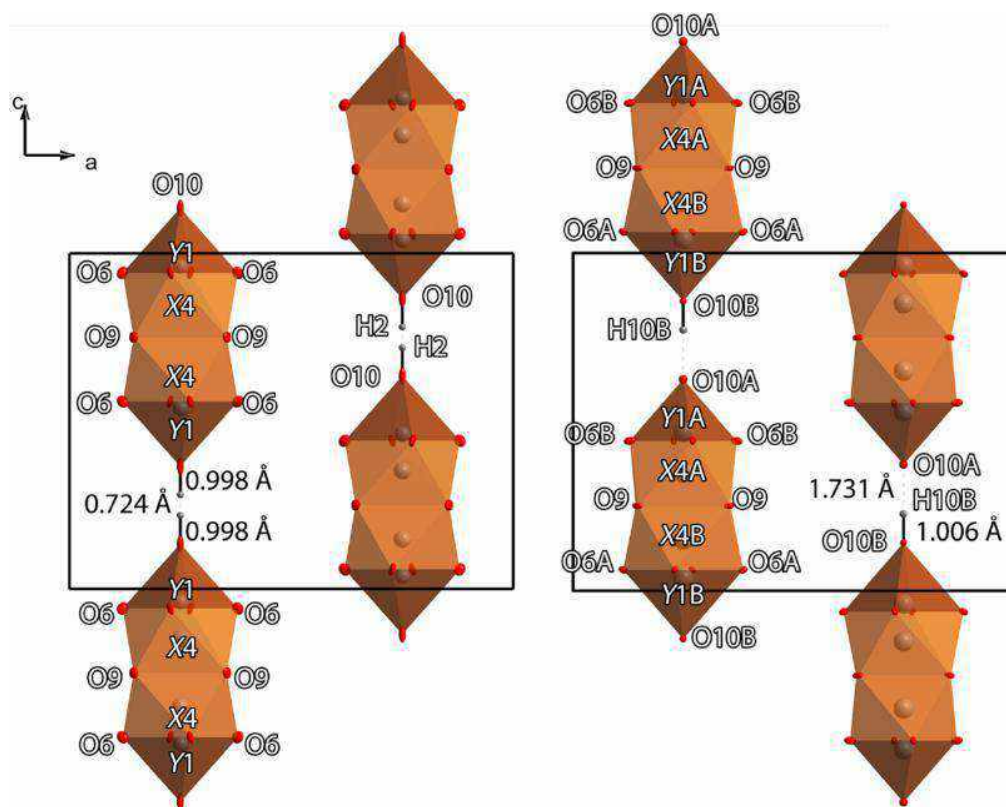 c
a
O10
Y1
O6 O6
X4
O9 O9
X4
O6 O6
Y1
0.998 Å
0.724 Å
0.998 Å
Y1
O6 O6
X4
O9 O9
X4
O6 O6
Y1
O10
H2
H2
O10
O10A
Y1A
O6B O6B
X4A
O9 O9
X4B
O6A O6A
Y1B
O10B
H10B
O10A
Y1A
O6B O6B
X4A
O9 O9
X4B
O6A O6A
Y1B
O10B
O10A
1.731 Å
H10B
1.006 Å
O10B